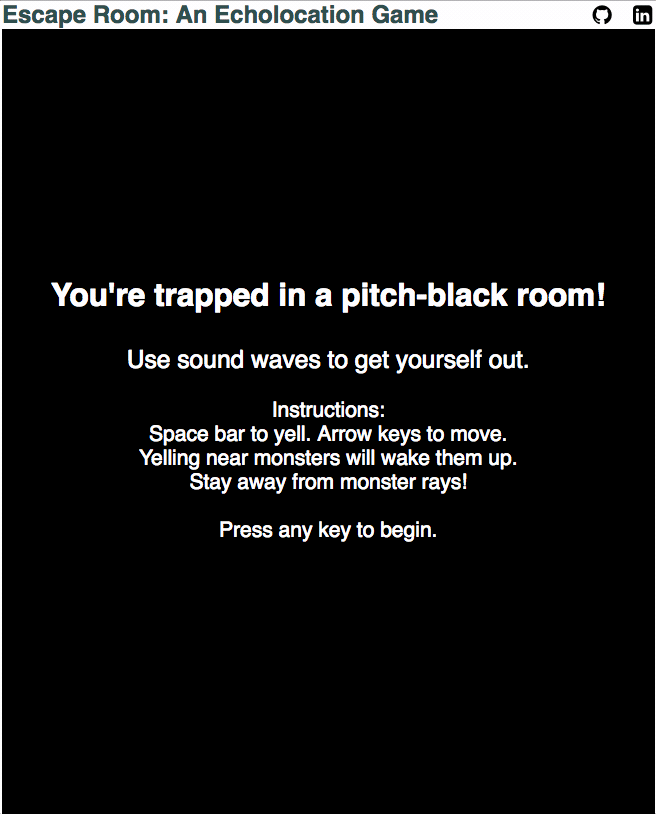 Escape Room: An Echolocation Game
You're trapped in a pitch-black room!
Use sound waves to get yourself out.
Instructions:
Space bar to yell. Arrow keys to move.
Yelling near monsters will wake them up.
Stay away from monster rays!
Press any key to begin.